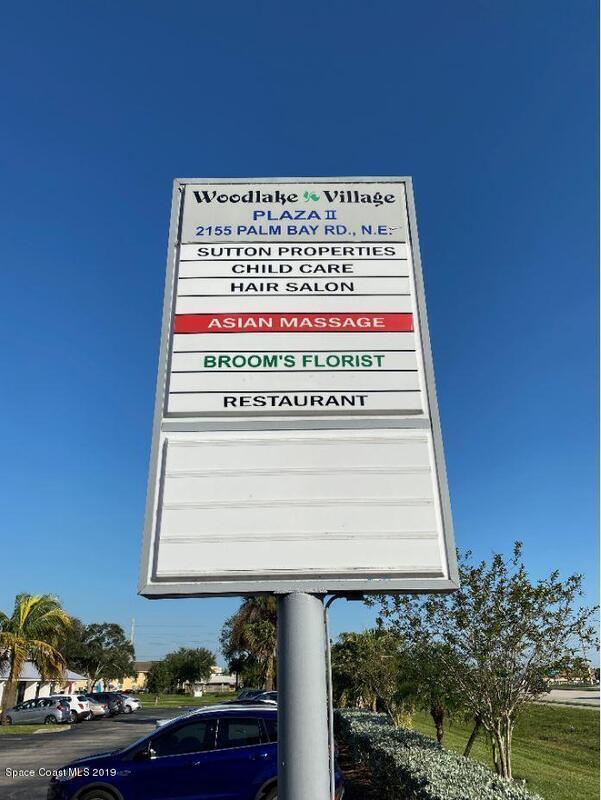 Woodlake Village
PLAZA II
2155 PALM BAY RD., N.E.
SUTTON PROPERTIES
CHILD CARE
HAIR SALON
ASIAN MASSAGE
BROOM'S FLORIST
RESTAURANT
Space Coast MLS 2019